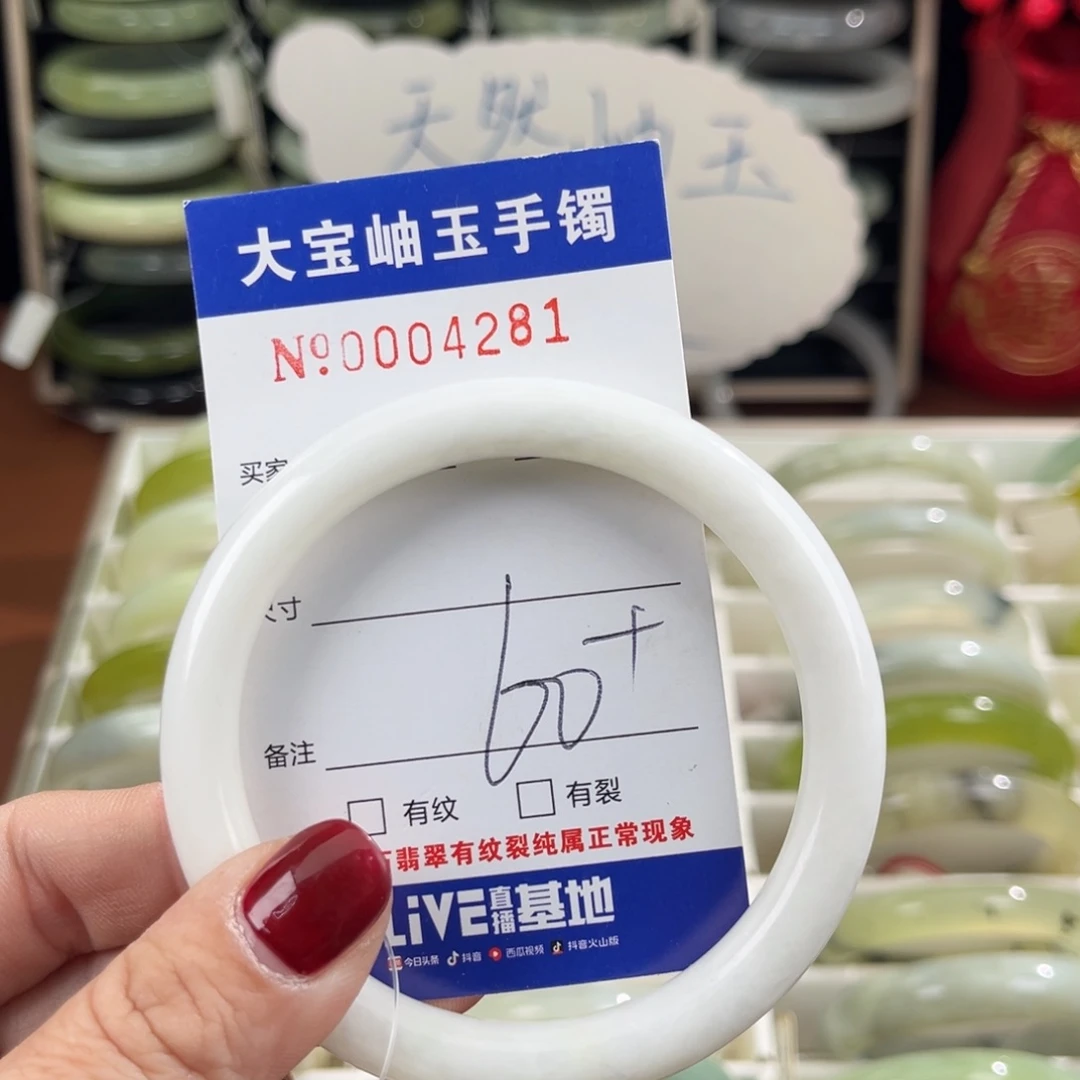 天然岫玉
大宝岫玉手镯
№0004281
买家
寸
60+
备注
有纹 有裂
翡翠有纹裂纯属正常现象
LiVE直播基地
今日头条 抖音 西瓜视频 抖音火山版